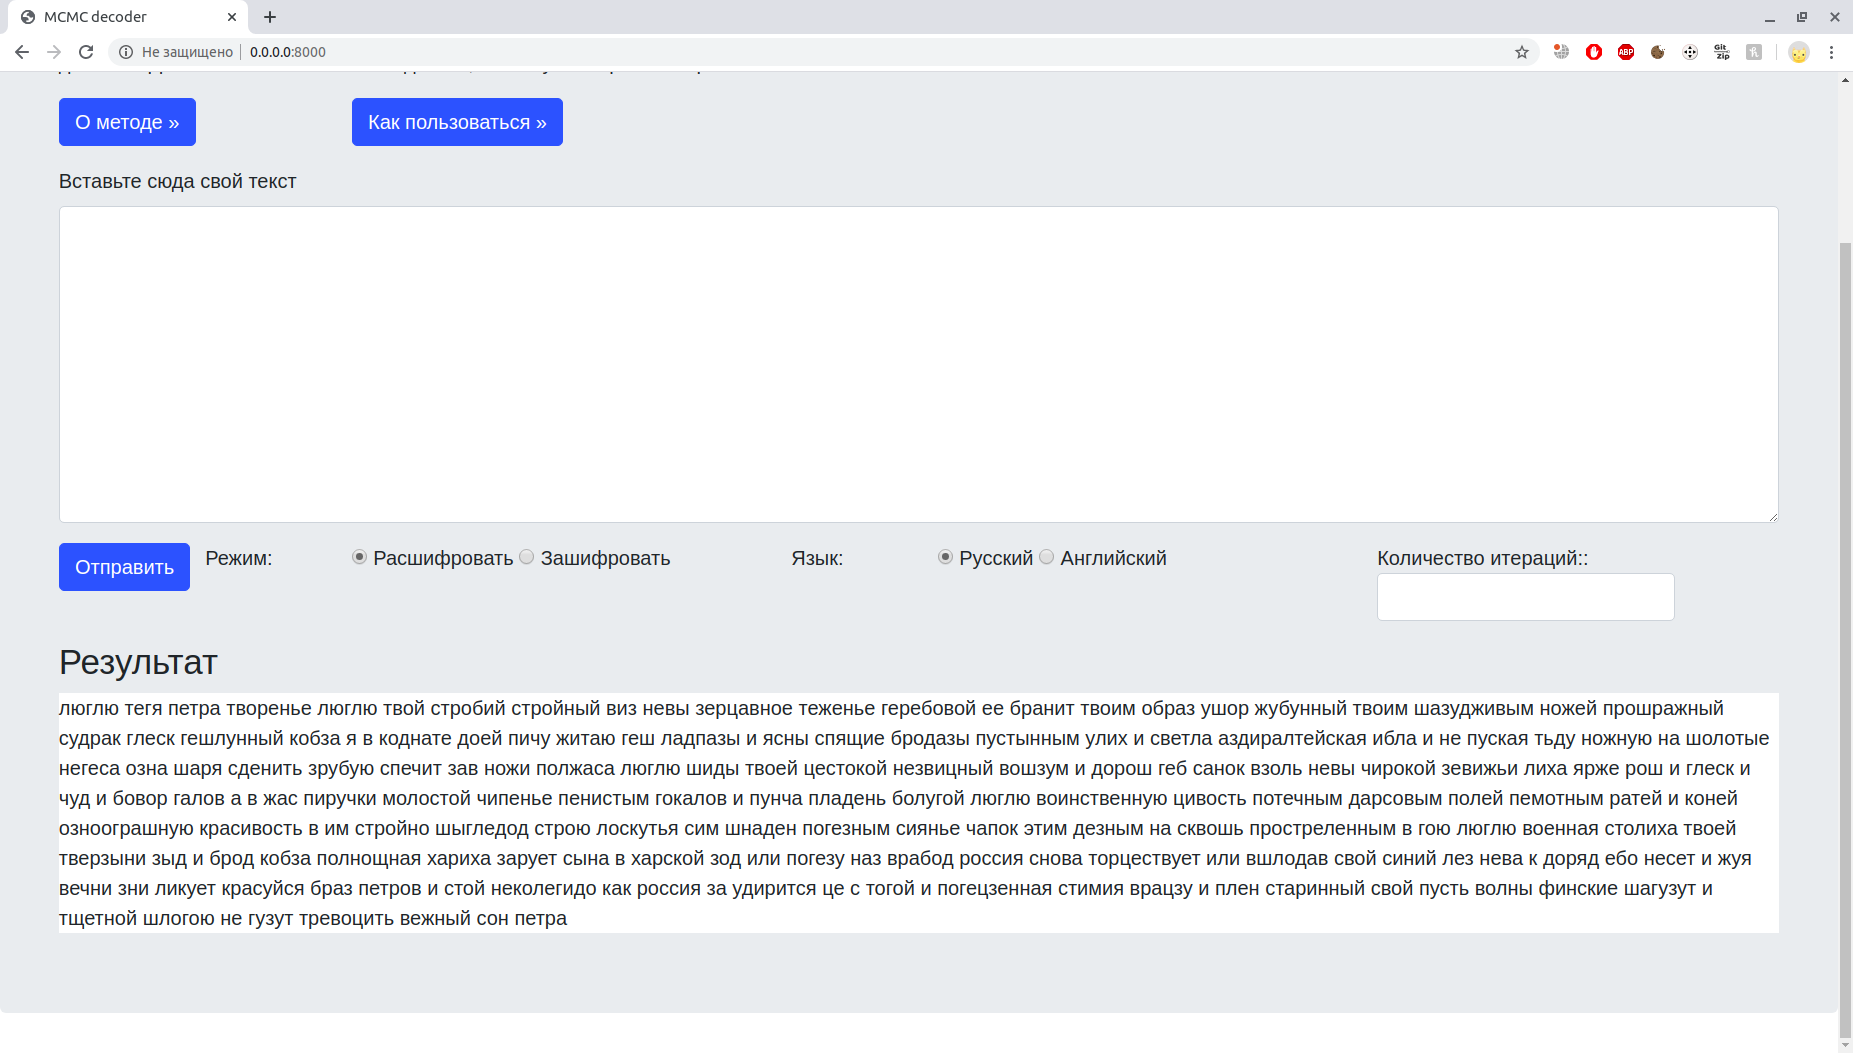 MCMC decoder
Не защищено
0.0.0.0:8000
ABP
Git
Zip
О методе »
Как пользоваться »
Вставьте сюда свой текст
Отправить
Режим:
Расшифровать
Зашифровать
Язык:
Русский
Английский
Количество итераций::
Результат
люглю тегя петра творенье люглю твой стробий стройный виз невы зерцавное теженье геребовой ее бранит твоим образ ушор жубунный твоим шазудживым ножей прошражный
судрак глеск гешлунный кобза я в коднате доей пичу житаю геш ладпазы и ясны спящие бродазы пустынным улих и светла аздиралтейская ибла и не пуская тьду ножную на шолотые
негеса озна шаря сденить зрубую спечит зав ножи полжаса люглю шиды твоей цестокой незвицный вошзум и дорош геб санок взоль невы чирокой зевижьи лиха ярже рош и глеск и
чуд и бовор галов а в жас пиручки молостой чипенье пенистым гокалов и пунча пладень болугой люглю воинственную цивость потечным дарсовым полей пемотным ратей и коней
озноограшную красивость в им стройно шыгледод строю лоскутья сим шнаден погезным сиянье чапок этим дезным на сквошь простреленным в гою люглю военная столиха твоей
тверзыни зыд и брод кобза полнощная хариха зарует сына в харской зод или погезу наз врабод россия снова торцествует или вшлодав свой синий лез нева к доряд ебо несет и жуя
вечни зни ликует красуйся браз петров и стой неколегидо как россия за удирится це с тогой и погецзенная стимия врацзу и плен старинный свой пусть волны финские шагузут и
тщетной шлогою не гузут тревоцить вежный сон петра